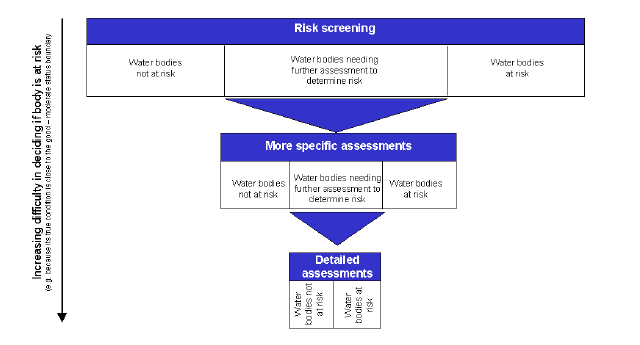 Increasing difficulty in deciding if body is at risk
(e.g. because its true condition is close to the good – moderate status boundary
Risk screening
Water bodies
not at risk
Water bodies needing
further assessment to
determine risk
Water bodies
at risk
More specific assessments
Water bodies
not at risk
Water bodies needing
further assessment to
determine risk
Water bodies
at risk
Detailed
assessments
Water
bodies not
at risk
Water
bodies at
risk